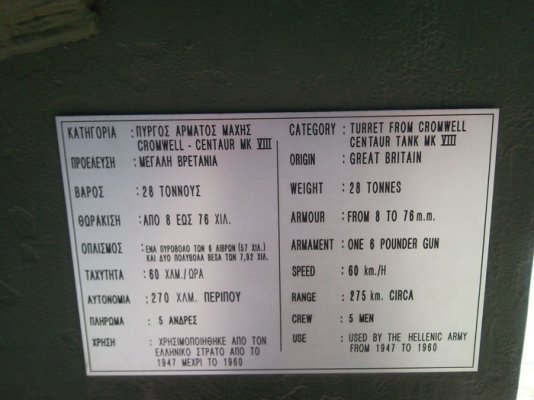 ΚΑΤΗΓΟΡΙΑ : ΠΥΡΓΟΣ ΑΡΜΑΤΟΣ ΜΑΧΗΣ
CROMWELL - CENTAUR MK VIII
ΠΡΟΕΛΕΥΣΗ : ΜΕΓΑΛΗ ΒΡΕΤΑΝΙΑ
ΒΑΡΟΣ : 28 ΤΟΝΝΟΥΣ
ΘΩΡΑΚΙΣΗ : ΑΠΟ 8 ΕΩΣ 76 ΧΙΛ.
ΟΠΛΙΣΜΟΣ : ΕΝΑ ΠΥΡΟΒΟΛΟ ΤΩΝ 6 ΛΙΒΡΩΝ (57 ΧΙΛ.)
ΚΑΙ ΔΥΟ ΠΟΛΥΒΟΛΑ BESA ΤΩΝ 7,92 ΧΙΛ.
ΤΑΧΥΤΗΤΑ : 60 ΧΛΜ./ΩΡΑ
ΑΥΤΟΝΟΜΙΑ : 270 ΧΛΜ. ΠΕΡΙΠΟΥ
ΠΛΗΡΩΜΑ : 5 ΑΝΔΡΕΣ
ΧΡΗΣΗ : ΧΡΗΣΙΜΟΠΟΙΗΘΗΚΕ ΑΠΟ ΤΟΝ
ΕΛΛΗΝΙΚΟ ΣΤΡΑΤΟ ΑΠΟ ΤΟ
1947 ΜΕΧΡΙ ΤΟ 1960
CATEGORY : TURRET FROM CROMWELL
CENTAUR TANK MK VIII
ORIGIN : GREAT BRITAIN
WEIGHT : 28 TONNES
ARMOUR : FROM 8 TO 76 m.m.
ARMAMENT : ONE 6 POUNDER GUN
SPEED : 60 km./H
RANGE : 275 km. CIRCA
CREW : 5 MEN
USE : USED BY THE HELLENIC ARMY
FROM 1947 TO 1960